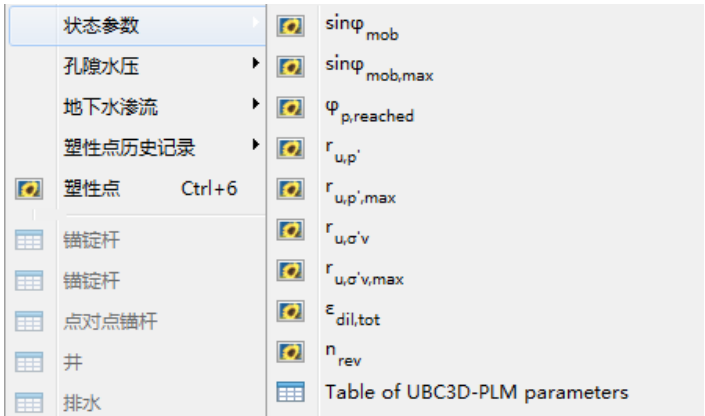 状态参数
孔隙水压
地下水渗流
塑性点历史记录
塑性点 Ctrl+6
锚锭杆
锚锭杆
点对点锚杆
井
排水
sinφmob
sinφmob,max
φp,reached
ru,p'
ru,p',max
ru,σ'v
ru,σ'v,max
εdil,tot
nrev
Table of UBC3D-PLM parameters